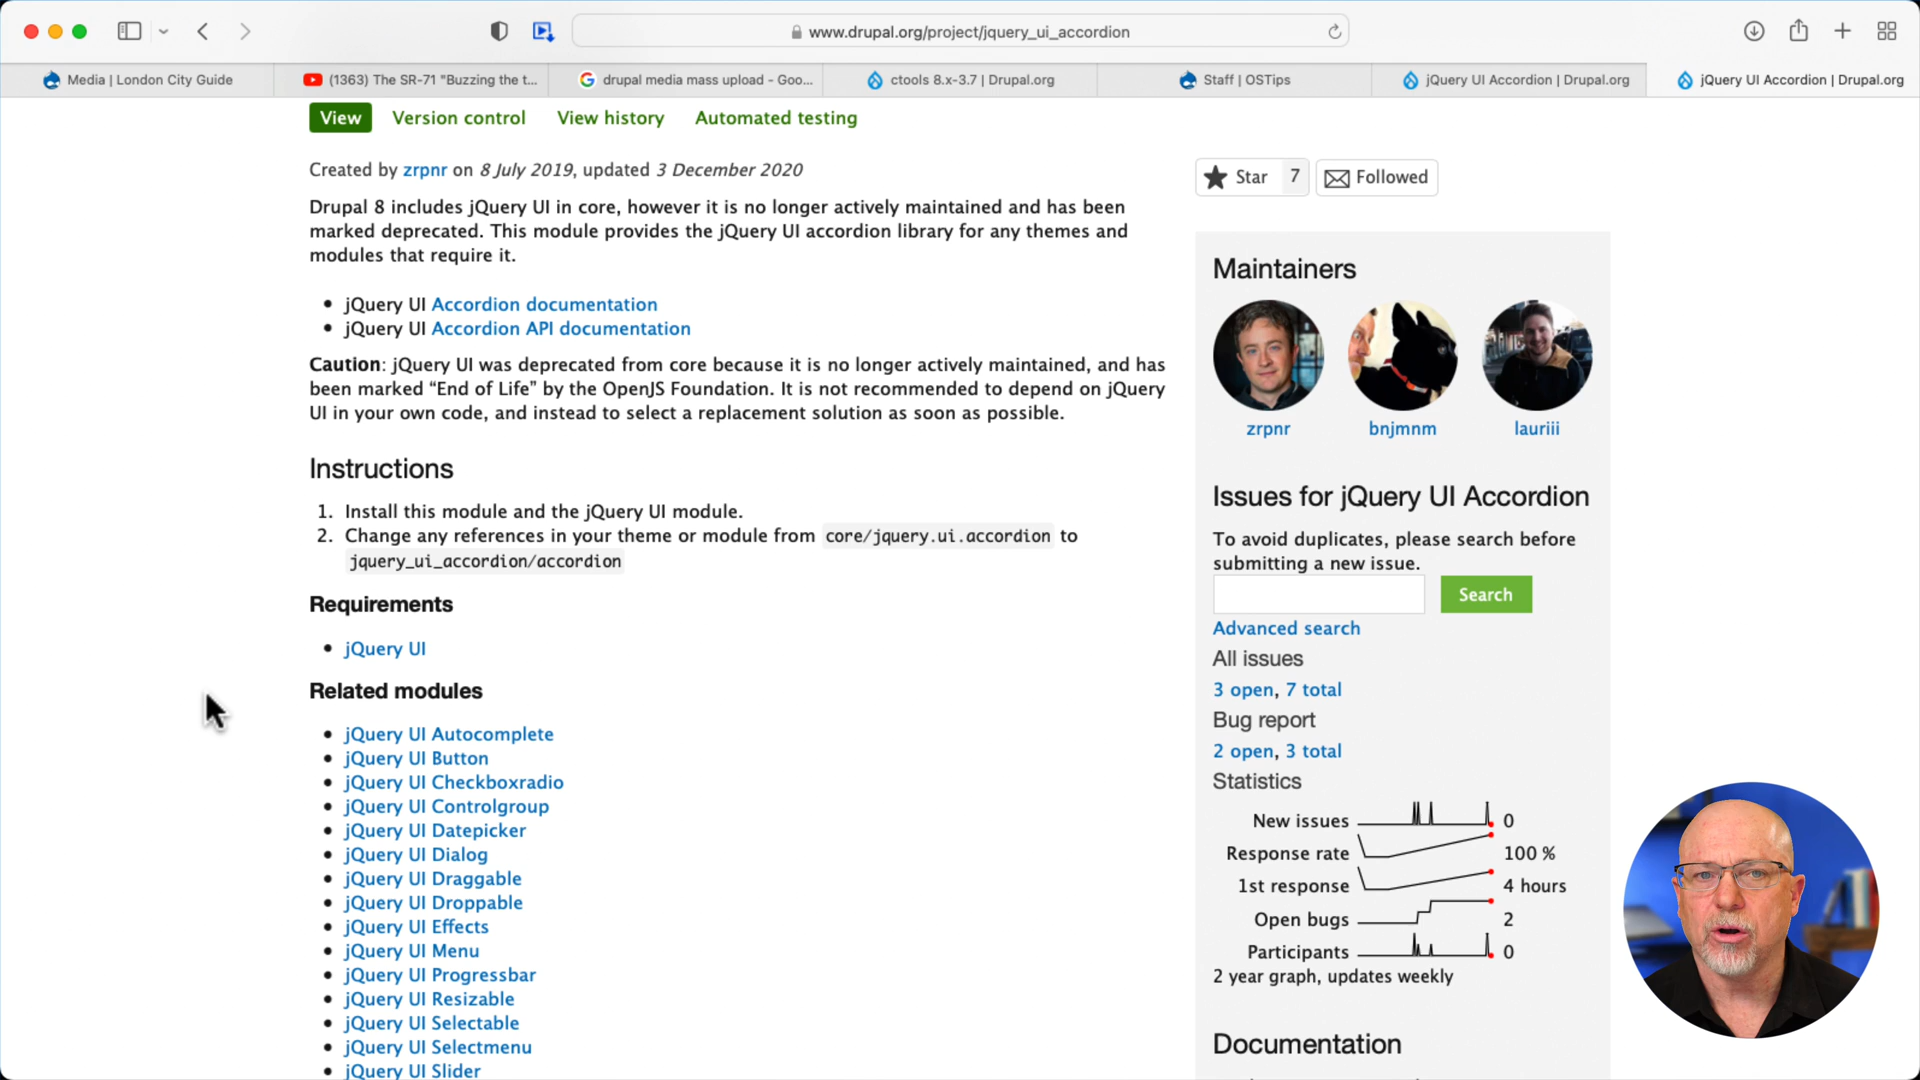 www.drupal.org/project/jquery_ui_accordion
Media | London City Guide
(1363) The SR-71 "Buzzing the t...
drupal media mass upload - Goo...
ctools 8.x-3.7 | Drupal.org
Staff | OSTips
jQuery UI Accordion | Drupal.org
jQuery UI Accordion | Drupal.org
View
Version control
View history
Automated testing
Created by zrpnr on 8 July 2019, updated 3 December 2020
Drupal 8 includes jQuery UI in core, however it is no longer actively maintained and has been
marked deprecated. This module provides the jQuery UI accordion library for any themes and
modules that require it.
• jQuery UI Accordion documentation
• jQuery UI Accordion API documentation
Caution: jQuery UI was deprecated from core because it is no longer actively maintained, and has
been marked “End of Life” by the OpenJS Foundation. It is not recommended to depend on jQuery
UI in your own code, and instead to select a replacement solution as soon as possible.
Instructions
1. Install this module and the jQuery UI module.
2. Change any references in your theme or module from core/jquery.ui.accordion to
jquery_ui_accordion/accordion
Requirements
• jQuery UI
Related modules
• jQuery UI Autocomplete
• jQuery UI Button
• jQuery UI Checkboxradio
• jQuery UI Controlgroup
• jQuery UI Datepicker
• jQuery UI Dialog
• jQuery UI Draggable
• jQuery UI Droppable
• jQuery UI Effects
• jQuery UI Menu
• jQuery UI Progressbar
• jQuery UI Resizable
• jQuery UI Selectable
• jQuery UI Selectmenu
jQuery UI Slider
Star 7
Followed
Maintainers
zrpnr
bnjmnm
lauriii
Issues for jQuery UI Accordion
To avoid duplicates, please search before
submitting a new issue.
Search
Advanced search
All issues
3 open, 7 total
Bug report
2 open, 3 total
Statistics
New issues 0
Response rate 100 %
1st response 4 hours
Open bugs 2
Participants 0
2 year graph, updates weekly
Documentation